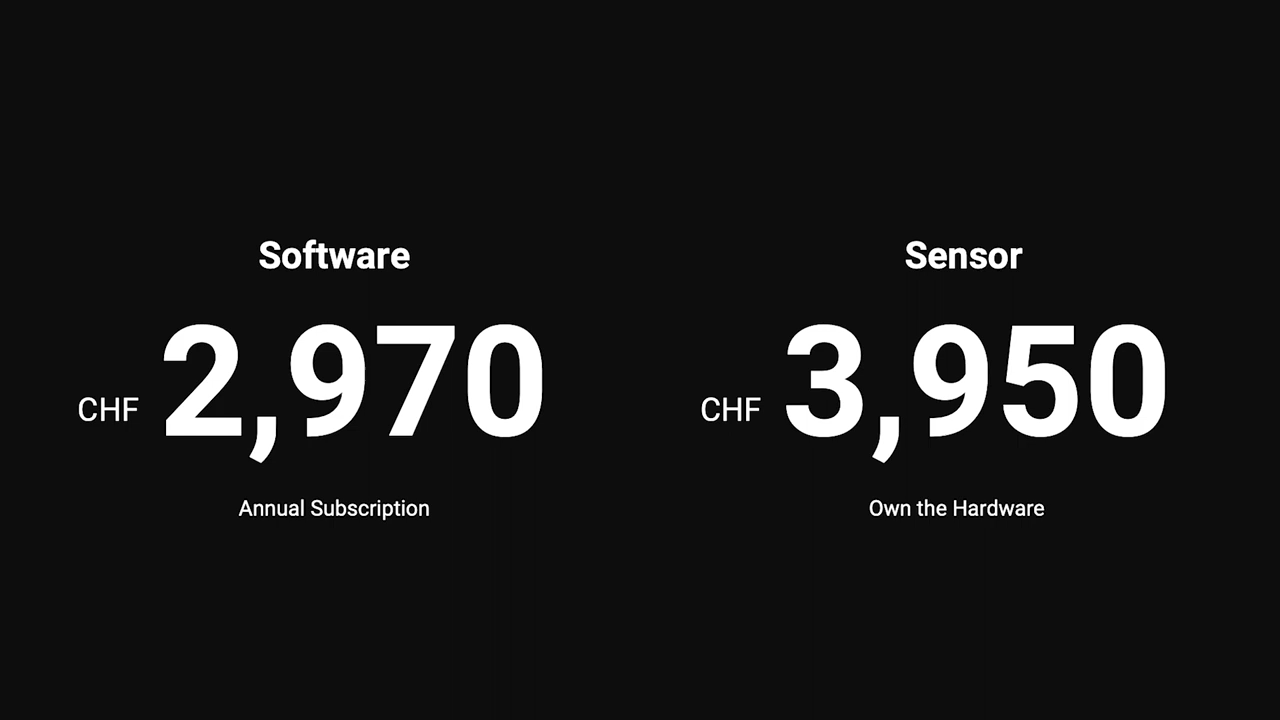 Software
CHF 2,970
Annual Subscription
Sensor
CHF 3,950
Own the Hardware